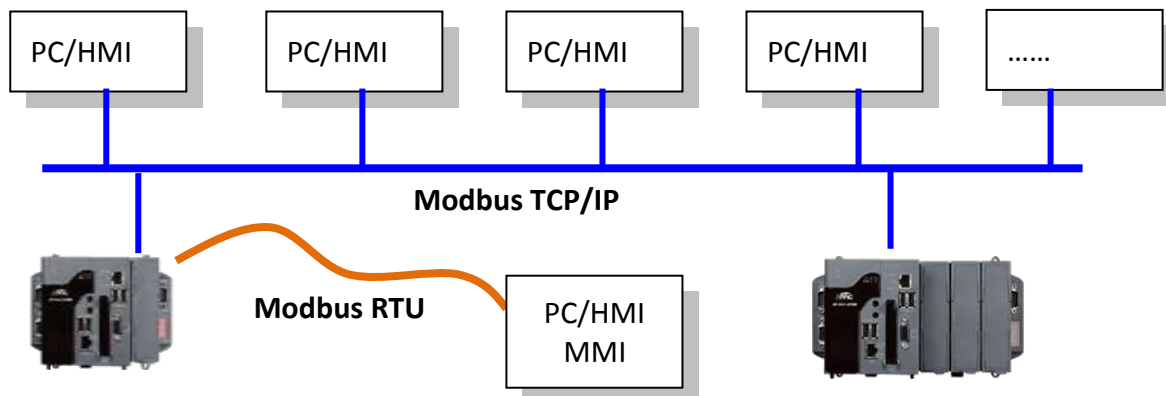 PC/HMI
PC/HMI
PC/HMI
PC/HMI
......
Modbus TCP/IP
Modbus RTU
PC/HMI
MMI